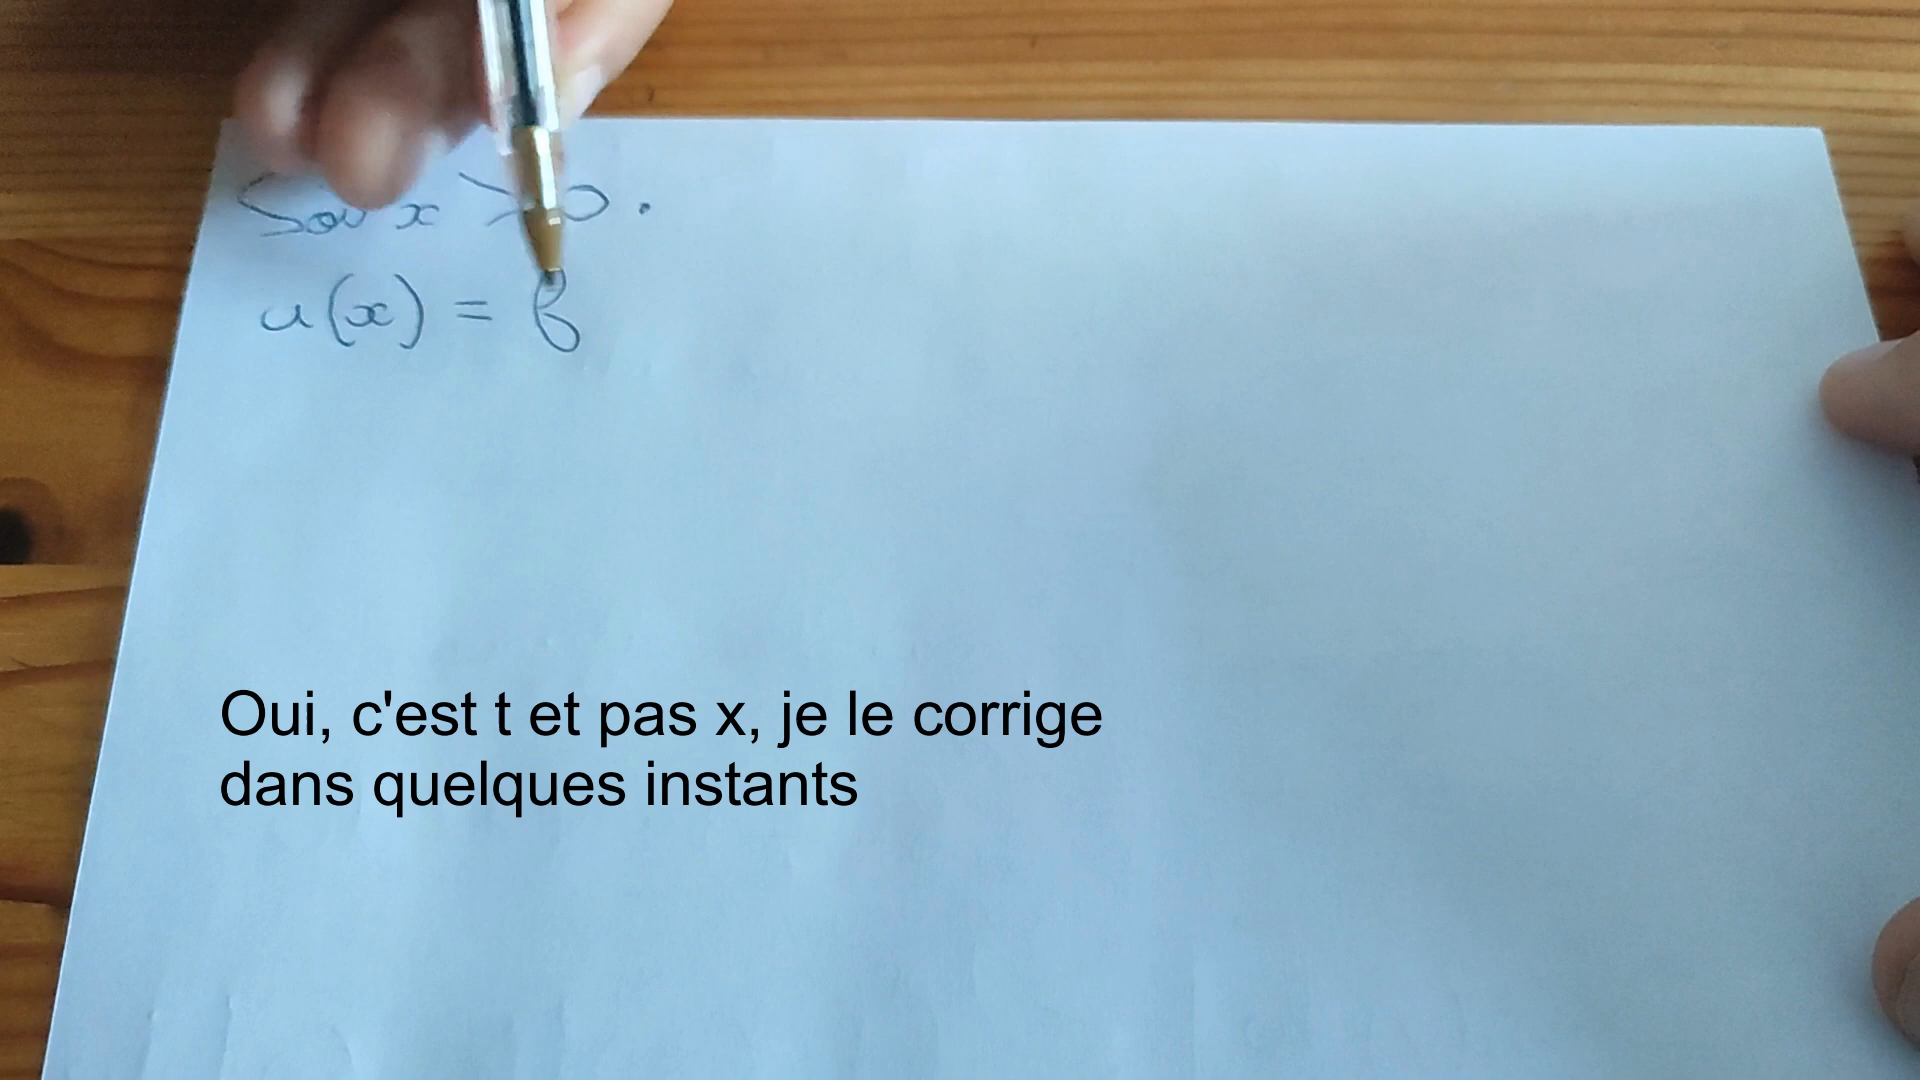 Soit x > 0.
u(x) = f
Oui, c'est t et pas x, je le corrige
dans quelques instants